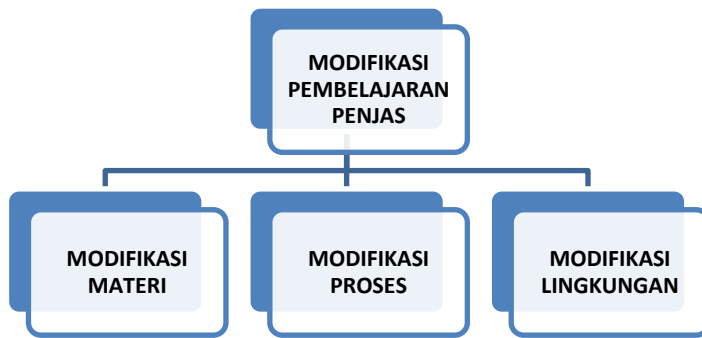 MODIFIKASI
PEMBELAJARAN
PENJAS
MODIFIKASI
MATERI
MODIFIKASI
PROSES
MODIFIKASI
LINGKUNGAN